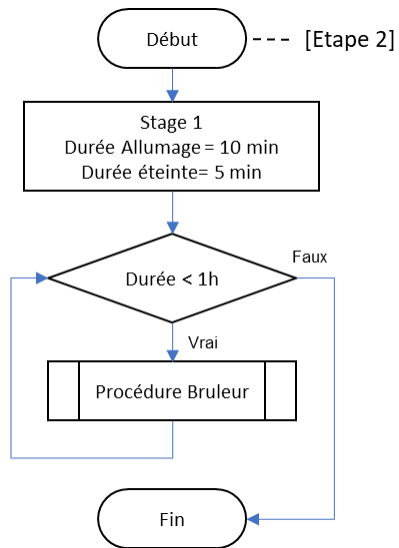 Début
[Etape 2]
Stage 1
Durée Allumage = 10 min
Durée éteinte= 5 min
Durée < 1h
Faux
Vrai
Procédure Bruleur
Fin